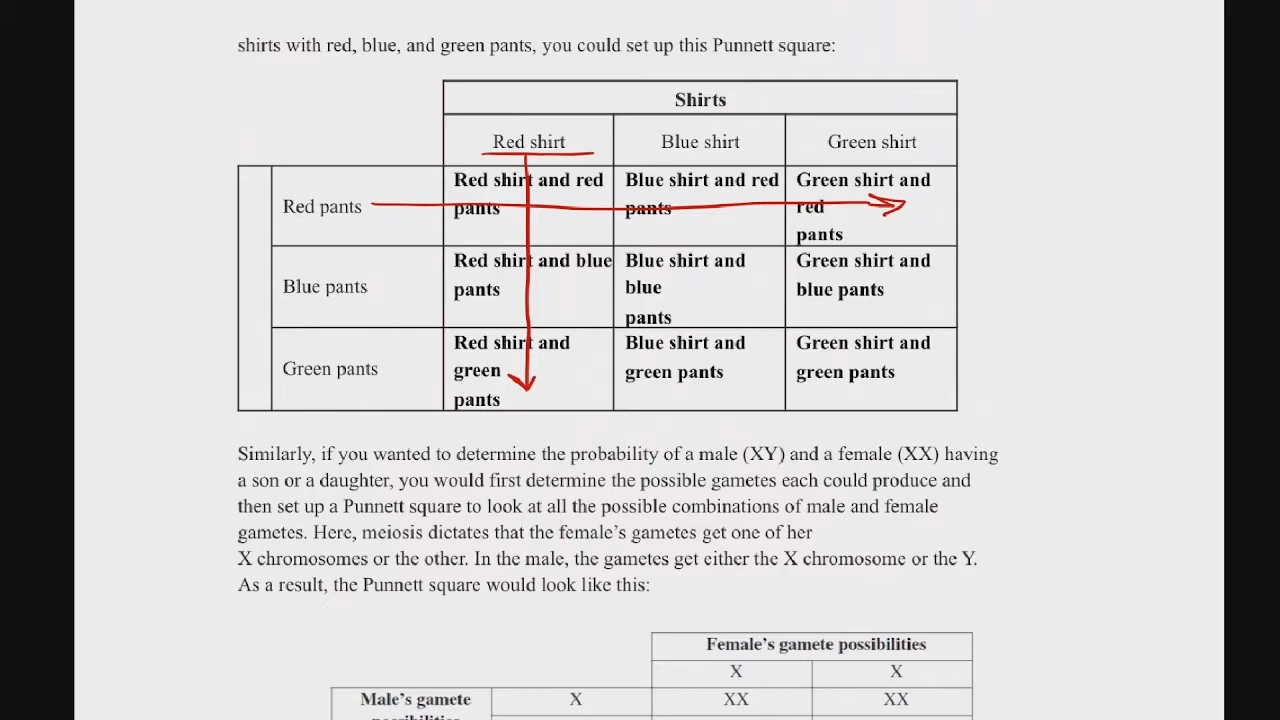 shirts with red, blue, and green pants, you could set up this Punnett square:
Shirts
Red shirt Blue shirt Green shirt
Red pants
Red shirt and red
pants
Blue shirt and red
pants
Green shirt and
red
pants
Blue pants
Red shirt and blue
pants
Blue shirt and
blue
pants
Green shirt and
blue pants
Green pants
Red shirt and
green
pants
Blue shirt and
green pants
Green shirt and
green pants
Similarly, if you wanted to determine the probability of a male (XY) and a female (XX) having
a son or a daughter, you would first determine the possible gametes each could produce and
then set up a Punnett square to look at all the possible combinations of male and female
gametes. Here, meiosis dictates that the female’s gametes get one of her
X chromosomes or the other. In the male, the gametes get either the X chromosome or the Y.
As a result, the Punnett square would look like this:
Female’s gamete possibilities
X X
Male’s gamete
possibilities
X XX XX